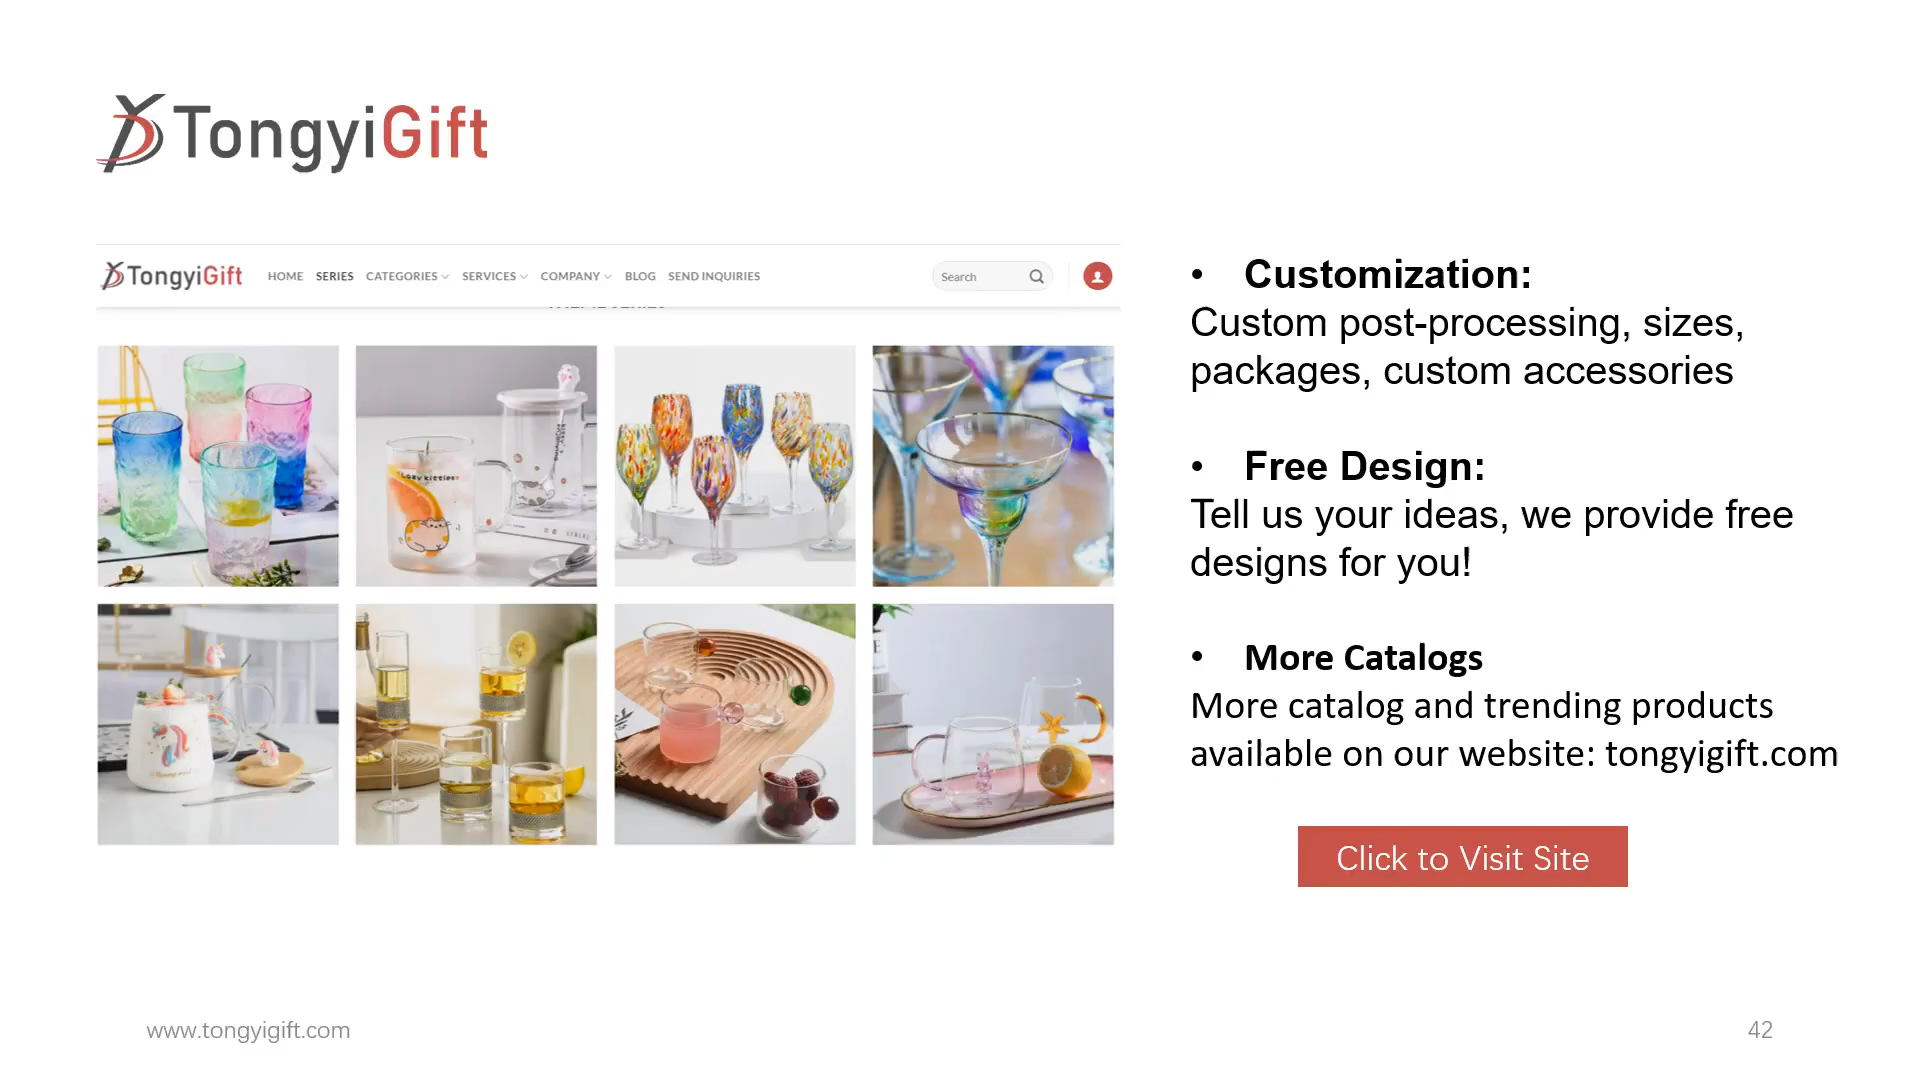 TongyiGift
TongyiGift HOME SERIES CATEGORIES SERVICES COMPANY BLOG SEND INQUIRIES Search
Lazy kitties
• Customization:
Custom post-processing, sizes,
packages, custom accessories
• Free Design:
Tell us your ideas, we provide free
designs for you!
• More Catalogs
More catalog and trending products
available on our website: tongyigift.com
Click to Visit Site
www.tongyigift.com
42